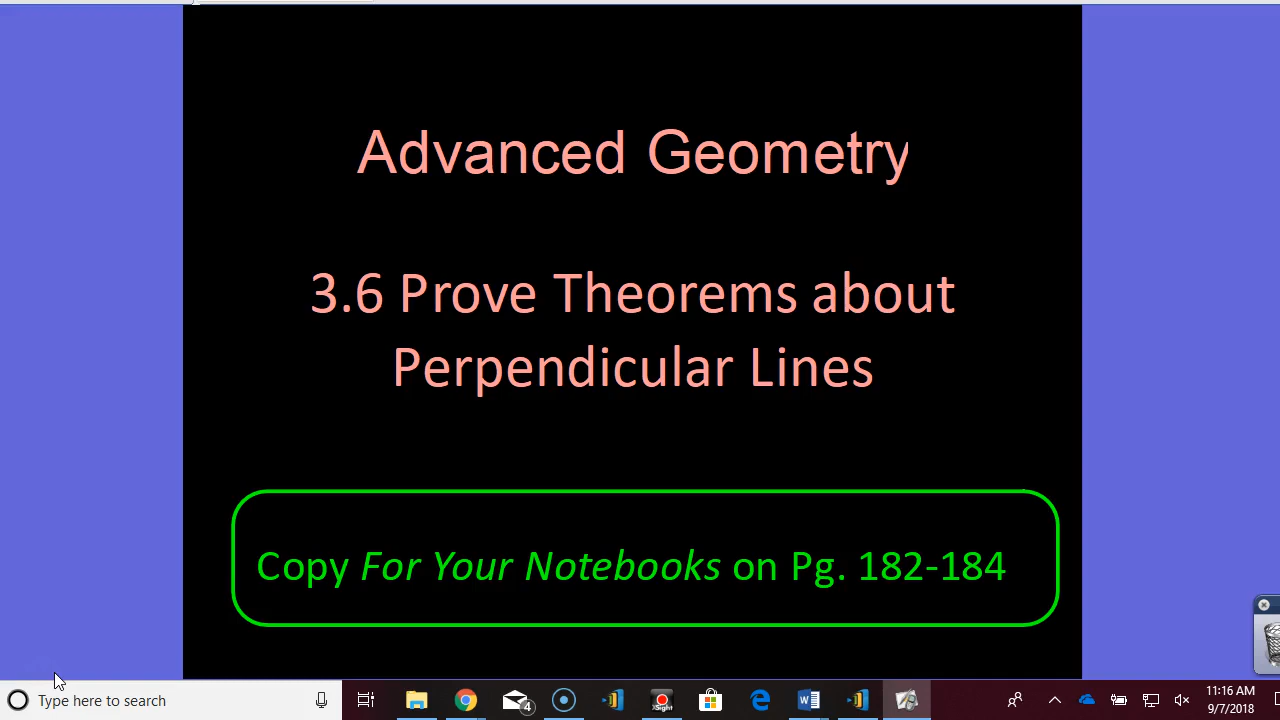 Advanced Geometry
3.6 Prove Theorems about
Perpendicular Lines
Copy For Your Notebooks on Pg. 182-184
Type here to search
4
11:16 AM
9/7/2018